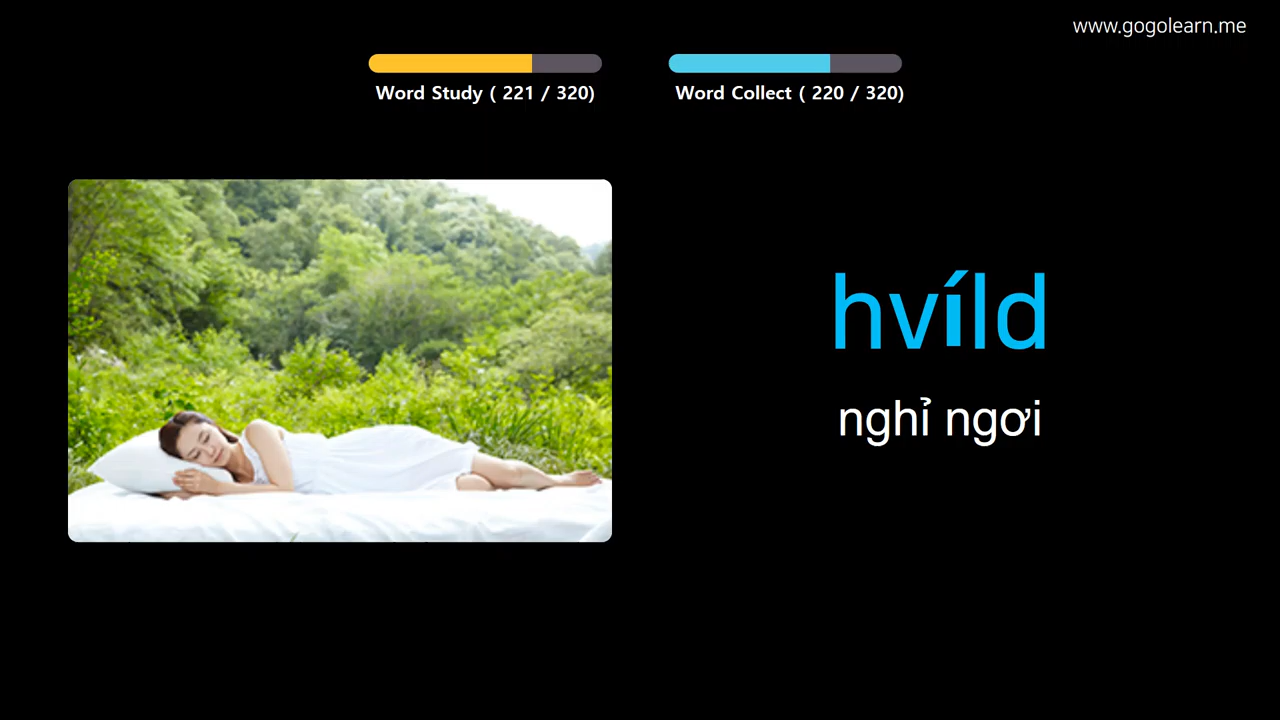 www.gogolearn.me
Word Study ( 221 / 320)
Word Collect ( 220 / 320)
hvíld
nghỉ ngơi